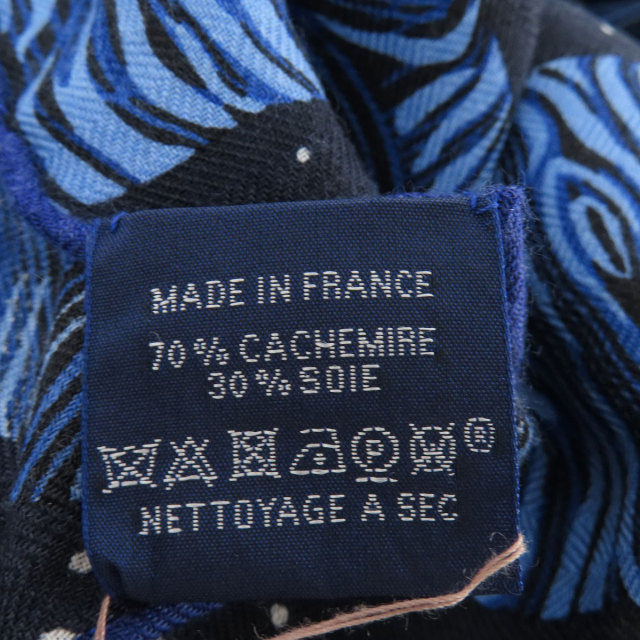 MADE IN FRANCE
70% CACHEMIRE
30% SOIE
NETTOYAGE A SEC